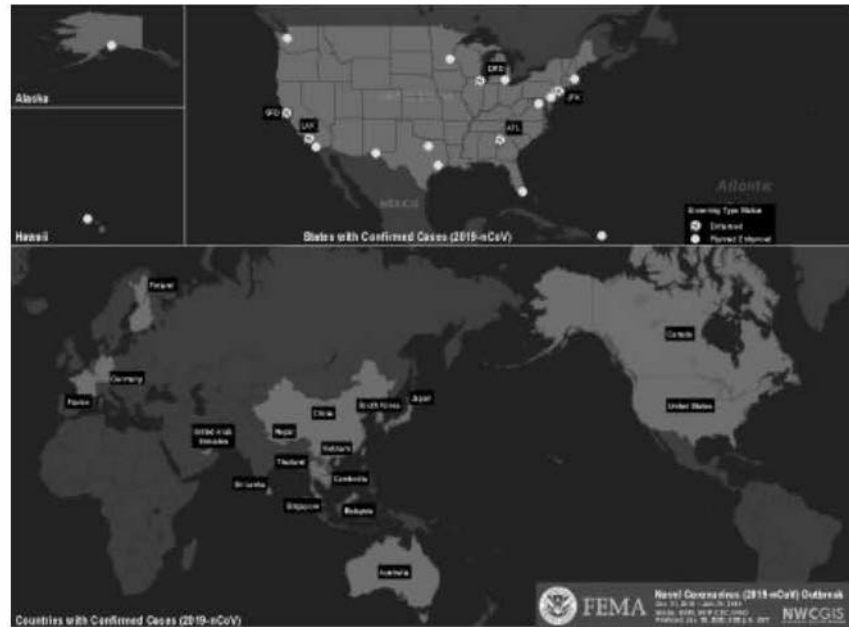 Alaska
ORD
JFK
SFO
LAX
ATL
MEXICO
Atlantic
Hawaii
States with Confirmed Cases (2019-nCoV)
Screening Type Status
Enhanced
Planned Enhanced
Finland
Germany
France
Canada
United States
China
South Korea
Japan
United Arab
Emirates
Nepal
Vietnam
Thailand
Cambodia
Sri Lanka
Singapore
Malaysia
Australia
Countries with Confirmed Cases (2019-nCoV)
FEMA
Novel Coronavirus (2019-nCoV) Outbreak
NWCGIS